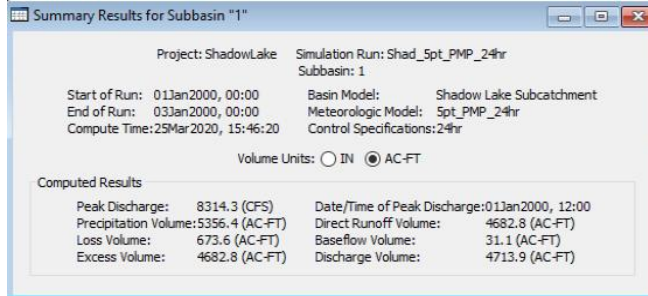 Summary Results for Subbasin "1"
Project: ShadowLake Simulation Run: Shad_5pt_PMP_24hr
Subbasin: 1
Start of Run: 01Jan2000, 00:00 Basin Model: Shadow Lake Subcatchment
End of Run: 03Jan2000, 00:00 Meteorologic Model: 5pt_PMP_24hr
Compute Time:25Mar2020, 15:46:20 Control Specifications:24hr
Volume Units: IN AC-FT
Computed Results
Peak Discharge: 8314.3 (CFS) Date/Time of Peak Discharge:01Jan2000, 12:00
Precipitation Volume:5356.4 (AC-FT) Direct Runoff Volume: 4682.8 (AC-FT)
Loss Volume: 673.6 (AC-FT) Baseflow Volume: 31.1 (AC-FT)
Excess Volume: 4682.8 (AC-FT) Discharge Volume: 4713.9 (AC-FT)